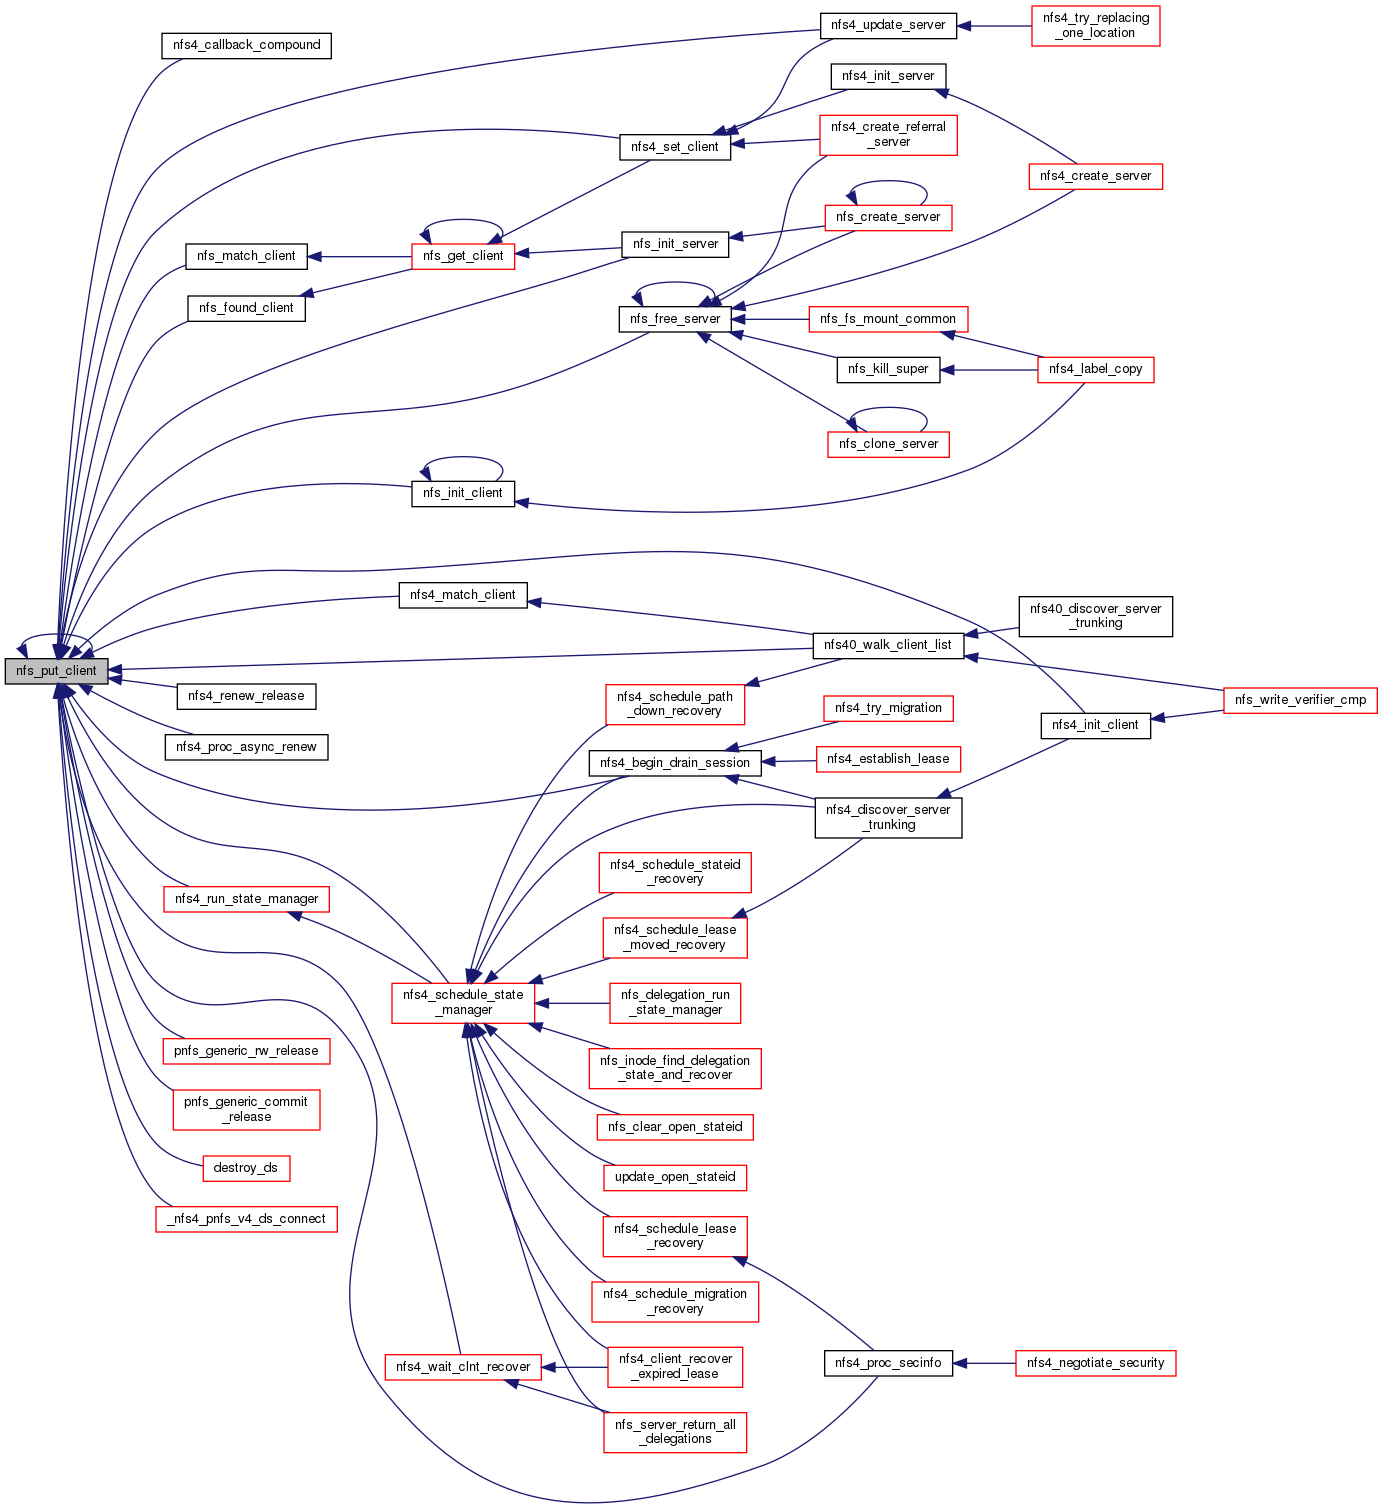 nfs4_update_server
nfs4_try_replacing
_one_location
nfs4_callback_compound
nfs4_init_server
nfs4_create_referral
_server
nfs4_set_client
nfs4_create_server
nfs_create_server
nfs_match_client
nfs_get_client
nfs_init_server
nfs_found_client
nfs_free_server
nfs_fs_mount_common
nfs_kill_super
nfs4_label_copy
nfs_clone_server
nfs_init_client
nfs4_match_client
nfs40_discover_server
_trunking
nfs40_walk_client_list
nfs_put_client
nfs4_renew_release
nfs4_schedule_path
_down_recovery
nfs4_try_migration
nfs_write_verifier_cmp
nfs4_init_client
nfs4_proc_async_renew
nfs4_begin_drain_session
nfs4_establish_lease
nfs4_discover_server
_trunking
nfs4_schedule_stateid
_recovery
nfs4_run_state_manager
nfs4_schedule_lease
_moved_recovery
nfs4_schedule_state
_manager
nfs_delegation_run
_state_manager
pnfs_generic_rw_release
nfs_inode_find_delegation
_state_and_recover
pnfs_generic_commit
_release
nfs_clear_open_stateid
destroy_ds
update_open_stateid
_nfs4_pnfs_v4_ds_connect
nfs4_schedule_lease
_recovery
nfs4_schedule_migration
_recovery
nfs4_wait_clnt_recover
nfs4_client_recover
_expired_lease
nfs4_proc_secinfo
nfs4_negotiate_security
nfs_server_return_all
_delegations